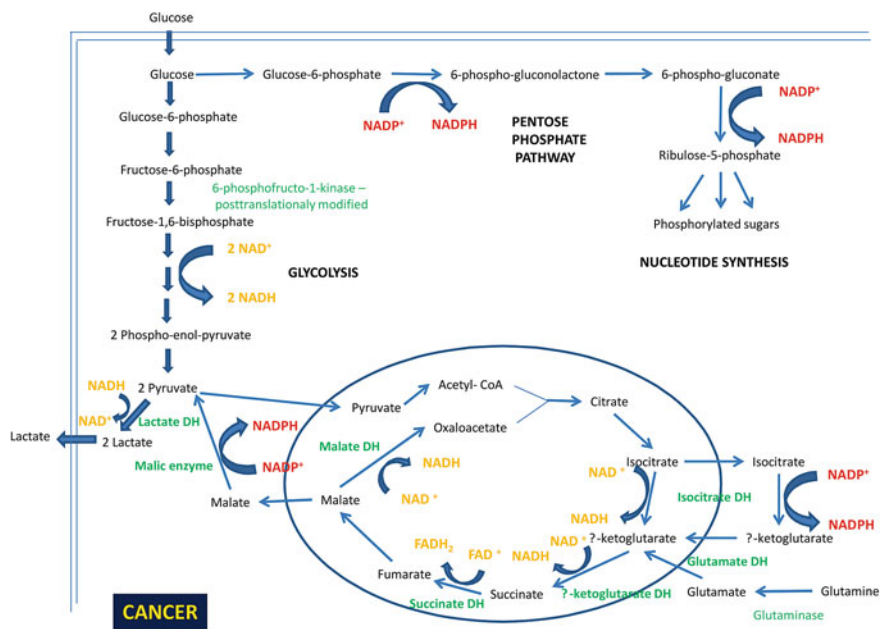 Glucose
Glucose
Glucose-6-phosphate
6-phospho-gluconolactone
6-phospho-gluconate
NADP⁺
NADPH
NADP⁺
NADPH
PENTOSE
PHOSPHATE
PATHWAY
Glucose-6-phosphate
Ribulose-5-phosphate
Fructose-6-phosphate
6-phosphofructo-1-kinase –
posttranslationaly modified
Fructose-1,6-bisphosphate
Phosphorylated sugars
2 NAD⁺
GLYCOLYSIS
NUCLEOTIDE SYNTHESIS
2 NADH
2 Phospho-enol-pyruvate
NADH
2 Pyruvate
Acetyl- CoA
Pyruvate
Citrate
NAD⁺
Lactate DH
NADPH
Oxaloacetate
Lactate
2 Lactate
Malate DH
Malic enzyme
NADP⁺
NADH
NAD ⁺
Isocitrate
Isocitrate
NADP⁺
Malate
Malate
NAD ⁺
Isocitrate DH
NADH
NADPH
FADH₂
FAD ⁺
NADH
NAD ⁺
?-ketoglutarate
?-ketoglutarate
Glutamate DH
Fumarate
Succinate DH
Succinate
?-ketoglutarate DH
Glutamate
Glutamine
Glutaminase
CANCER